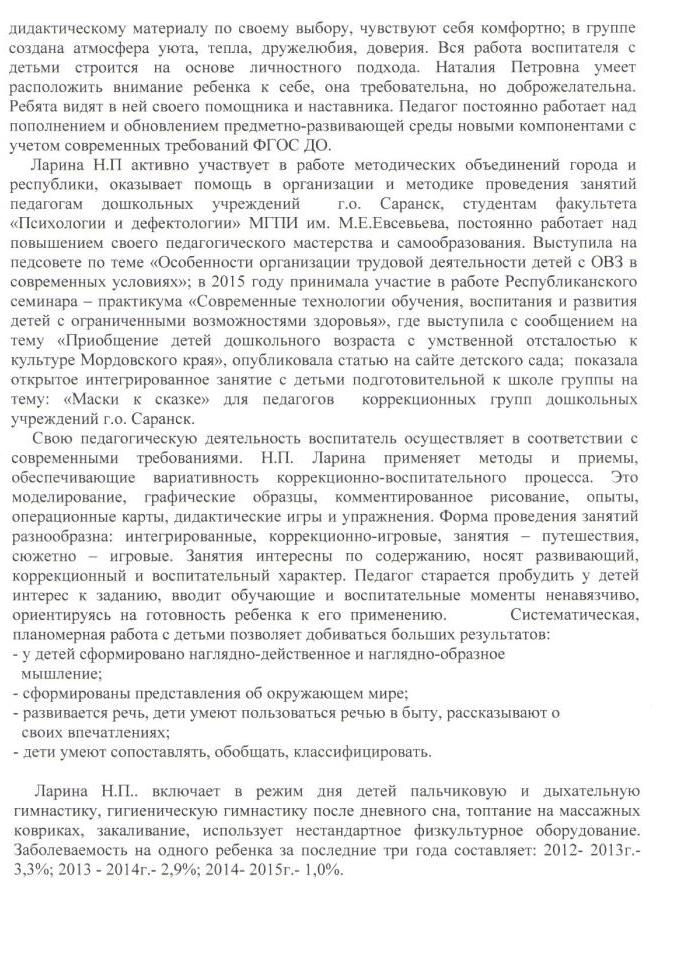 дидактическому материалу по своему выбору, чувствуют себя комфортно; в группе
создана атмосфера уюта, тепла, дружелюбия, доверия. Вся работа воспитателя с
детьми строится на основе личностного подхода. Наталия Петровна умеет
расположить внимание ребенка к себе, она требовательна, но доброжелательна.
Ребята видят в ней своего помощника и наставника. Педагог постоянно работает над
пополнением и обновлением предметно-развивающей среды новыми компонентами с
учетом современных требований ФГОС ДО.
Ларина Н.П активно участвует в работе методических объединений города и
республики, оказывает помощь в организации и методике проведения занятий
педагогам дошкольных учреждений г.о. Саранск, студентам факультета
«Психологии и дефектологии» МГПИ им. М.Е.Евсевьева, постоянно работает над
повышением своего педагогического мастерства и самообразования. Выступила на
педсовете по теме «Особенности организации трудовой деятельности детей с ОВЗ в
современных условиях»; в 2015 году принимала участие в работе Республиканского
семинара – практикума «Современные технологии обучения, воспитания и развития
детей с ограниченными возможностями здоровья», где выступила с сообщением на
тему «Приобщение детей дошкольного возраста с умственной отсталостью к
культуре Мордовского края», опубликовала статью на сайте детского сада; показала
открытое интегрированное занятие с детьми подготовительной к школе группы на
тему: «Маски к сказке» для педагогов коррекционных групп дошкольных
учреждений г.о. Саранск.
Свою педагогическую деятельность воспитатель осуществляет в соответствии с
современными требованиями. Н.П. Ларина применяет методы и приемы,
обеспечивающие вариативность коррекционно-воспитательного процесса. Это
моделирование, графические образцы, комментированное рисование, опыты,
операционные карты, дидактические игры и упражнения. Форма проведения занятий
разнообразна: интегрированные, коррекционно-игровые, занятия – путешествия,
сюжетно – игровые. Занятия интересны по содержанию, носят развивающий,
коррекционный и воспитательный характер. Педагог старается пробудить у детей
интерес к заданию, вводит обучающие и воспитательные моменты ненавязчиво,
ориентируясь на готовность ребенка к его применению. Систематическая,
планомерная работа с детьми позволяет добиваться больших результатов:
- у детей сформировано наглядно-действенное и наглядно-образное
мышление;
- сформированы представления об окружающем мире;
- развивается речь, дети умеют пользоваться речью в быту, рассказывают о
своих впечатлениях;
- дети умеют сопоставлять, обобщать, классифицировать.
Ларина Н.П.. включает в режим дня детей пальчиковую и дыхательную
гимнастику, гигиеническую гимнастику после дневного сна, топтание на массажных
ковриках, закаливание, использует нестандартное физкультурное оборудование.
Заболеваемость на одного ребенка за последние три года составляет: 2012- 2013г.-
3,3%; 2013 - 2014г.- 2,9%; 2014- 2015г.- 1,0%.